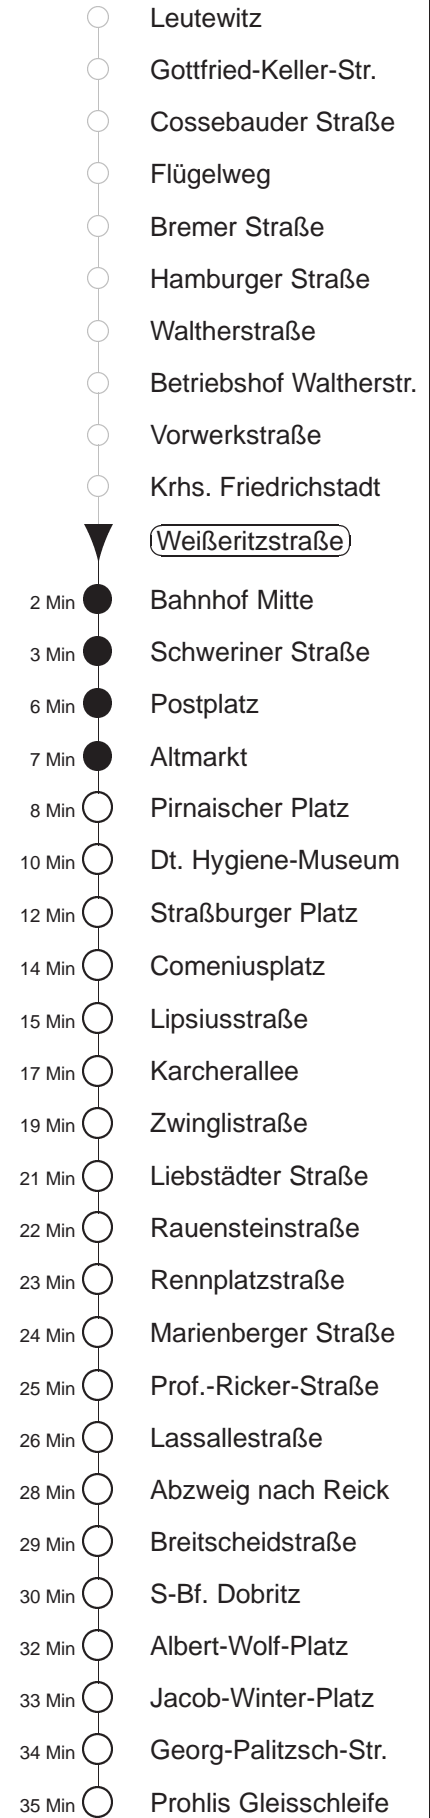 Leutewitz
Gottfried-Keller-Str.
Cossebauder Straße
Flügelweg
Bremer Straße
Hamburger Straße
Waltherstraße
Betriebshof Waltherstr.
Vorwerkstraße
Krhs. Friedrichstadt
Weißeritzstraße
2 Min Bahnhof Mitte
3 Min Schweriner Straße
6 Min Postplatz
7 Min Altmarkt
8 Min Pirnaischer Platz
10 Min Dt. Hygiene-Museum
12 Min Straßburger Platz
14 Min Comeniusplatz
15 Min Lipsiusstraße
17 Min Karcherallee
19 Min Zwinglistraße
21 Min Liebstädter Straße
22 Min Rauensteinstraße
23 Min Rennplatzstraße
24 Min Marienberger Straße
25 Min Prof.-Ricker-Straße
26 Min Lassallestraße
28 Min Abzweig nach Reick
29 Min Breitscheidstraße
30 Min S-Bf. Dobritz
32 Min Albert-Wolf-Platz
33 Min Jacob-Winter-Platz
34 Min Georg-Palitzsch-Str.
35 Min Prohlis Gleisschleife